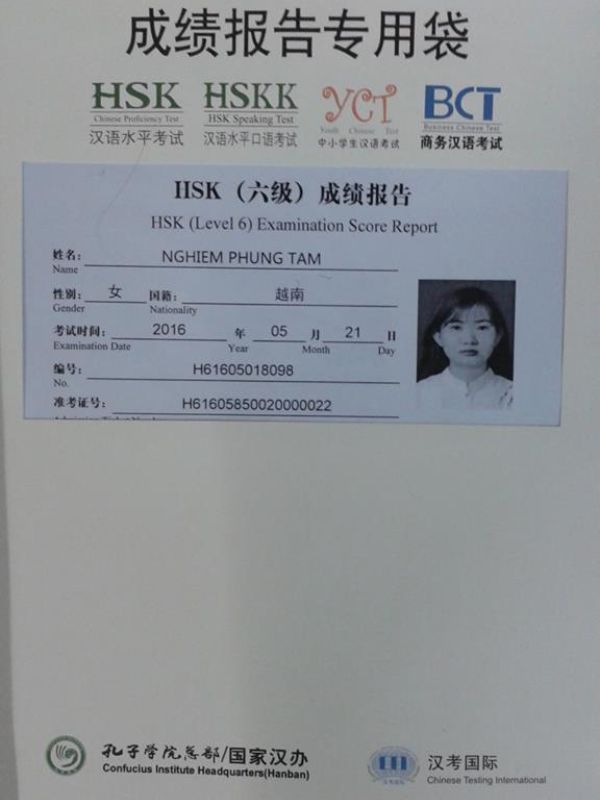 成绩报告专用袋
HSK HSKK YCT BCT
Chinese Proficiency Test HSK Speaking Test Youth Chinese Test Business Chinese Test
汉语水平考试 汉语水平口语考试 中小学生汉语考试 商务汉语考试
HSK（六级）成绩报告
HSK (Level 6) Examination Score Report
姓名： NGHIEM PHUNG TAM
Name
性别： 女 国籍： 越南
Gender Nationality
考试时间： 2016 年 05 月 21 日
Examination Date Year Month Day
编号： H61605018098
No.
准考证号： H61605850020000022
孔子学院总部/国家汉办 汉考国际
Confucius Institute Headquarters(Hanban) Chinese Testing International